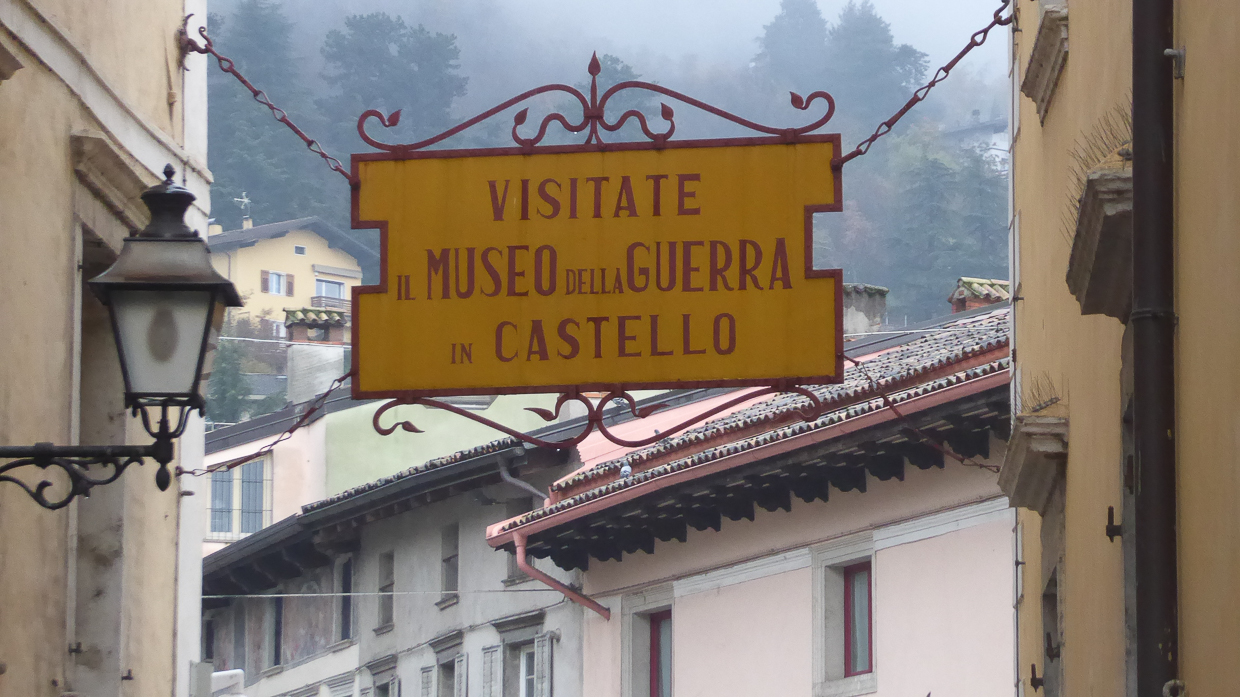 VISITATE
IL MUSEO DELLA GUERRA
IN CASTELLO